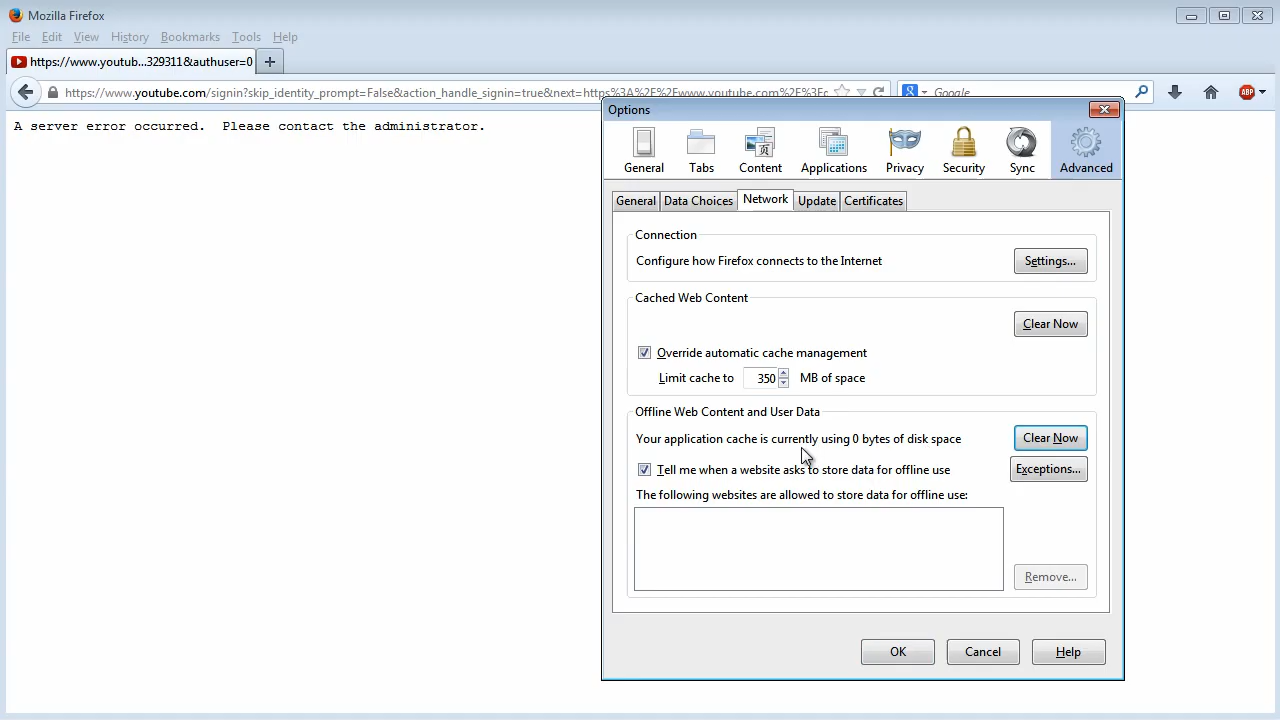 Mozilla Firefox
File Edit View History Bookmarks Tools Help
https://www.youtub...329311&authuser=0
https://www.youtube.com/signin?skip_identity_prompt=False&action_handle_signin=true&next=https%3A%2F%2Fwww.youtube.com%2F%3F
Google
ABP
A server error occurred. Please contact the administrator.
Options
General Tabs Content Applications Privacy Security Sync Advanced
General Data Choices Network Update Certificates
Connection
Configure how Firefox connects to the Internet Settings...
Cached Web Content
Clear Now
Override automatic cache management
Limit cache to 350 MB of space
Offline Web Content and User Data
Your application cache is currently using 0 bytes of disk space Clear Now
Tell me when a website asks to store data for offline use Exceptions...
The following websites are allowed to store data for offline use:
Remove...
OK Cancel Help